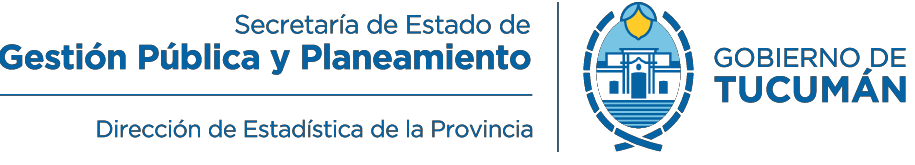 Secretaría de Estado de
Gestión Pública y Planeamiento
Dirección de Estadística de la Provincia
GOBIERNO DE
TUCUMÁN